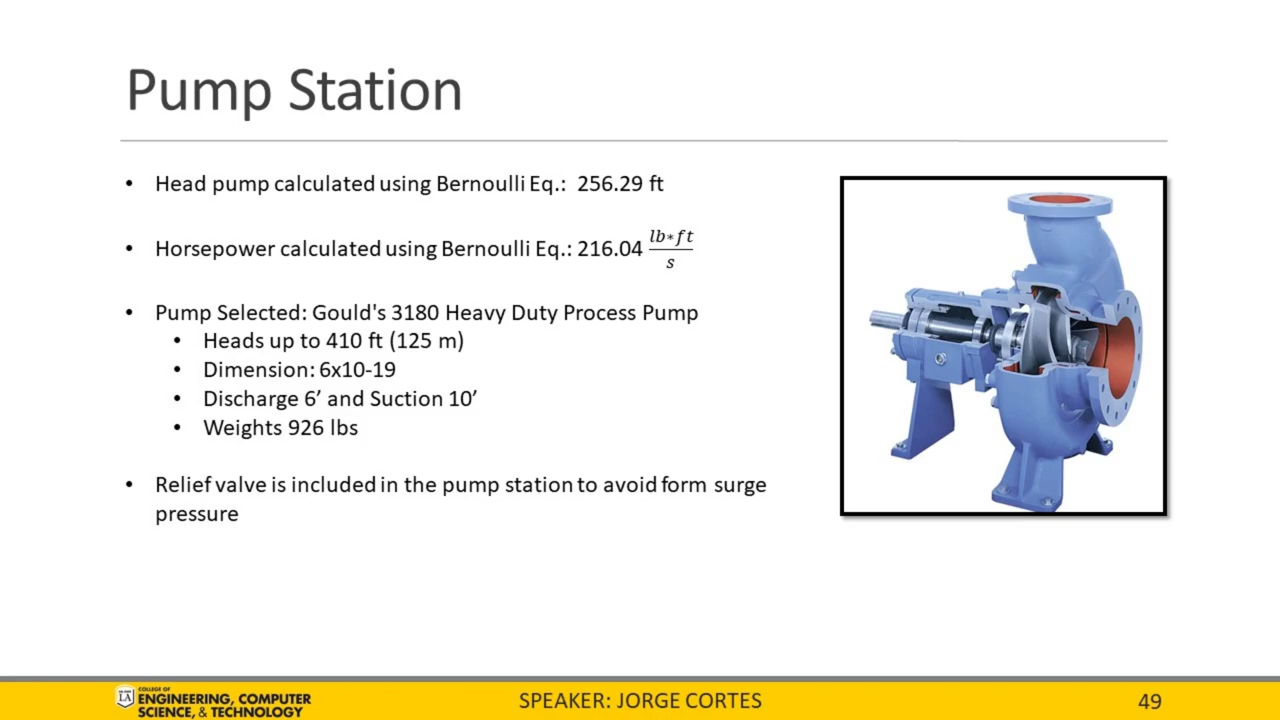 Pump Station
• Head pump calculated using Bernoulli Eq.: 256.29 ft
• Horsepower calculated using Bernoulli Eq.: 216.04 lb∗ft/s
• Pump Selected: Gould's 3180 Heavy Duty Process Pump
• Heads up to 410 ft (125 m)
• Dimension: 6x10-19
• Discharge 6’ and Suction 10’
• Weights 926 lbs
• Relief valve is included in the pump station to avoid form surge
pressure
LA
COLLEGE OF
ENGINEERING, COMPUTER
SCIENCE, & TECHNOLOGY
SPEAKER: JORGE CORTES
49